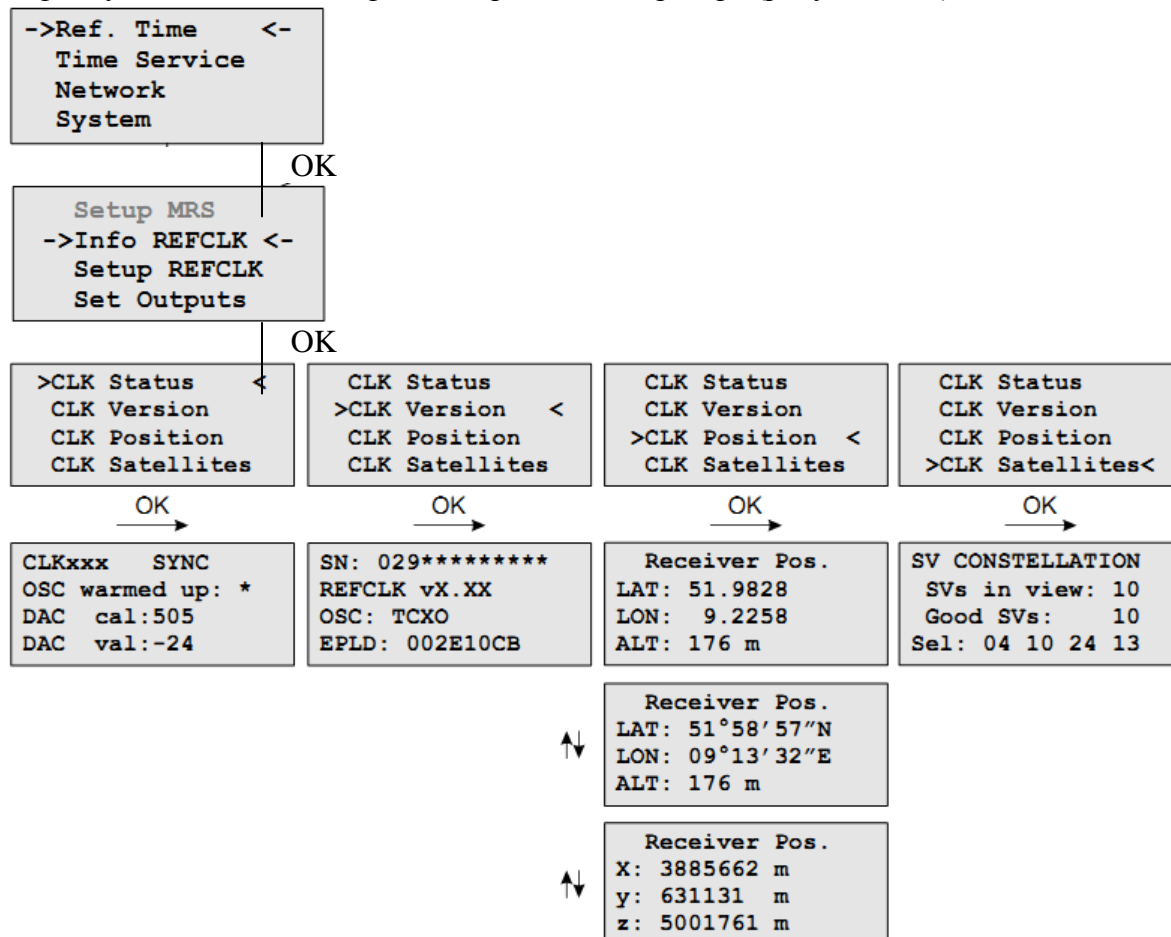 ->Ref. Time <-
Time Service
Network
System
OK
Setup MRS
->Info REFCLK <-
Setup REFCLK
Set Outputs
OK
>CLK Status <
CLK Version
CLK Position
CLK Satellites
OK
CLKxxx SYNC
OSC warmed up: *
DAC cal:505
DAC val:-24
CLK Status
>CLK Version <
CLK Position
CLK Satellites
OK
SN: 029*********
REFCLK vX.XX
OSC: TCXO
EPLD: 002E10CB
CLK Status
CLK Version
>CLK Position <
CLK Satellites
OK
Receiver Pos.
LAT: 51.9828
LON: 9.2258
ALT: 176 m
Receiver Pos.
LAT: 51°58′57″N
LON: 09°13′32″E
ALT: 176 m
Receiver Pos.
X: 3885662 m
y: 631131 m
z: 5001761 m
CLK Status
CLK Version
CLK Position
>CLK Satellites<
OK
SV CONSTELLATION
SVs in view: 10
Good SVs: 10
Sel: 04 10 24 13